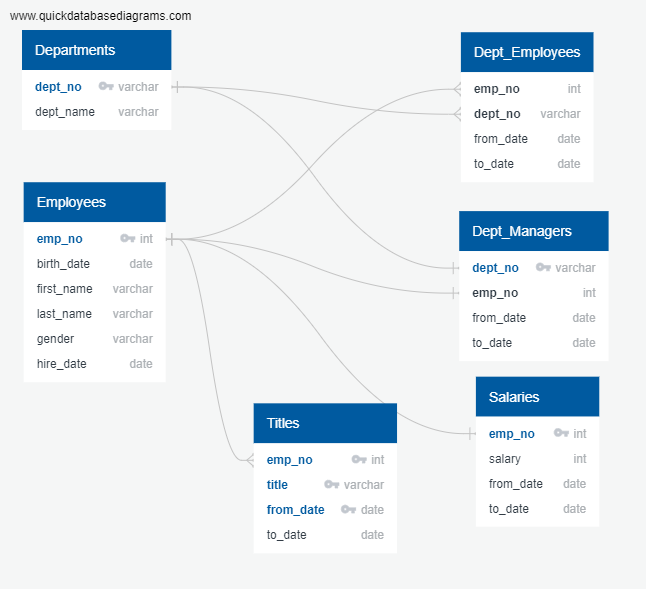 www.quickdatabasediagrams.com
Departments
dept_no varchar
dept_name varchar
Employees
emp_no int
birth_date date
first_name varchar
last_name varchar
gender varchar
hire_date date
Titles
emp_no int
title varchar
from_date date
to_date date
Dept_Employees
emp_no int
dept_no varchar
from_date date
to_date date
Dept_Managers
dept_no varchar
emp_no int
from_date date
to_date date
Salaries
emp_no int
salary int
from_date date
to_date date